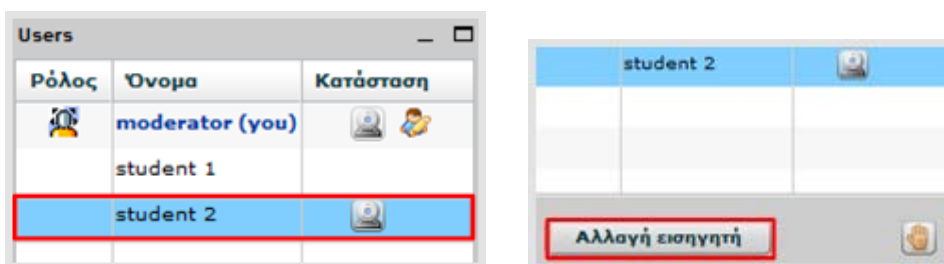 Users
Ρόλος Όνομα Κατάσταση
moderator (you)
student 1
student 2
student 2
Αλλαγή εισηγητή